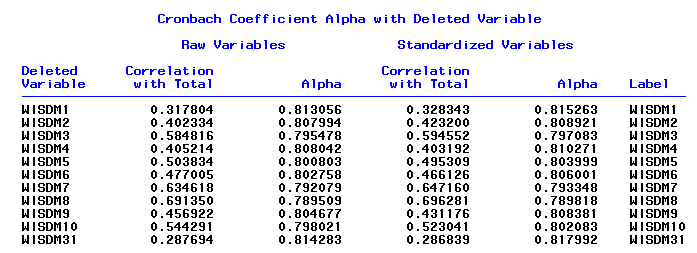 Cronbach Coefficient Alpha with Deleted Variable
Raw Variables Standardized Variables
Deleted Correlation Correlation
Variable with Total Alpha with Total Alpha Label
WISDM1 0.317804 0.813056 0.328343 0.815263 WISDM1
WISDM2 0.402334 0.807994 0.423200 0.808921 WISDM2
WISDM3 0.584816 0.795478 0.594552 0.797083 WISDM3
WISDM4 0.405214 0.808042 0.403192 0.810271 WISDM4
WISDM5 0.503834 0.800803 0.495309 0.803999 WISDM5
WISDM6 0.477005 0.802758 0.466126 0.806001 WISDM6
WISDM7 0.634618 0.792079 0.647160 0.793348 WISDM7
WISDM8 0.691350 0.789509 0.696281 0.789818 WISDM8
WISDM9 0.456922 0.804677 0.431176 0.808381 WISDM9
WISDM10 0.544291 0.798021 0.523041 0.802083 WISDM10
WISDM31 0.287694 0.814283 0.286839 0.817992 WISDM31